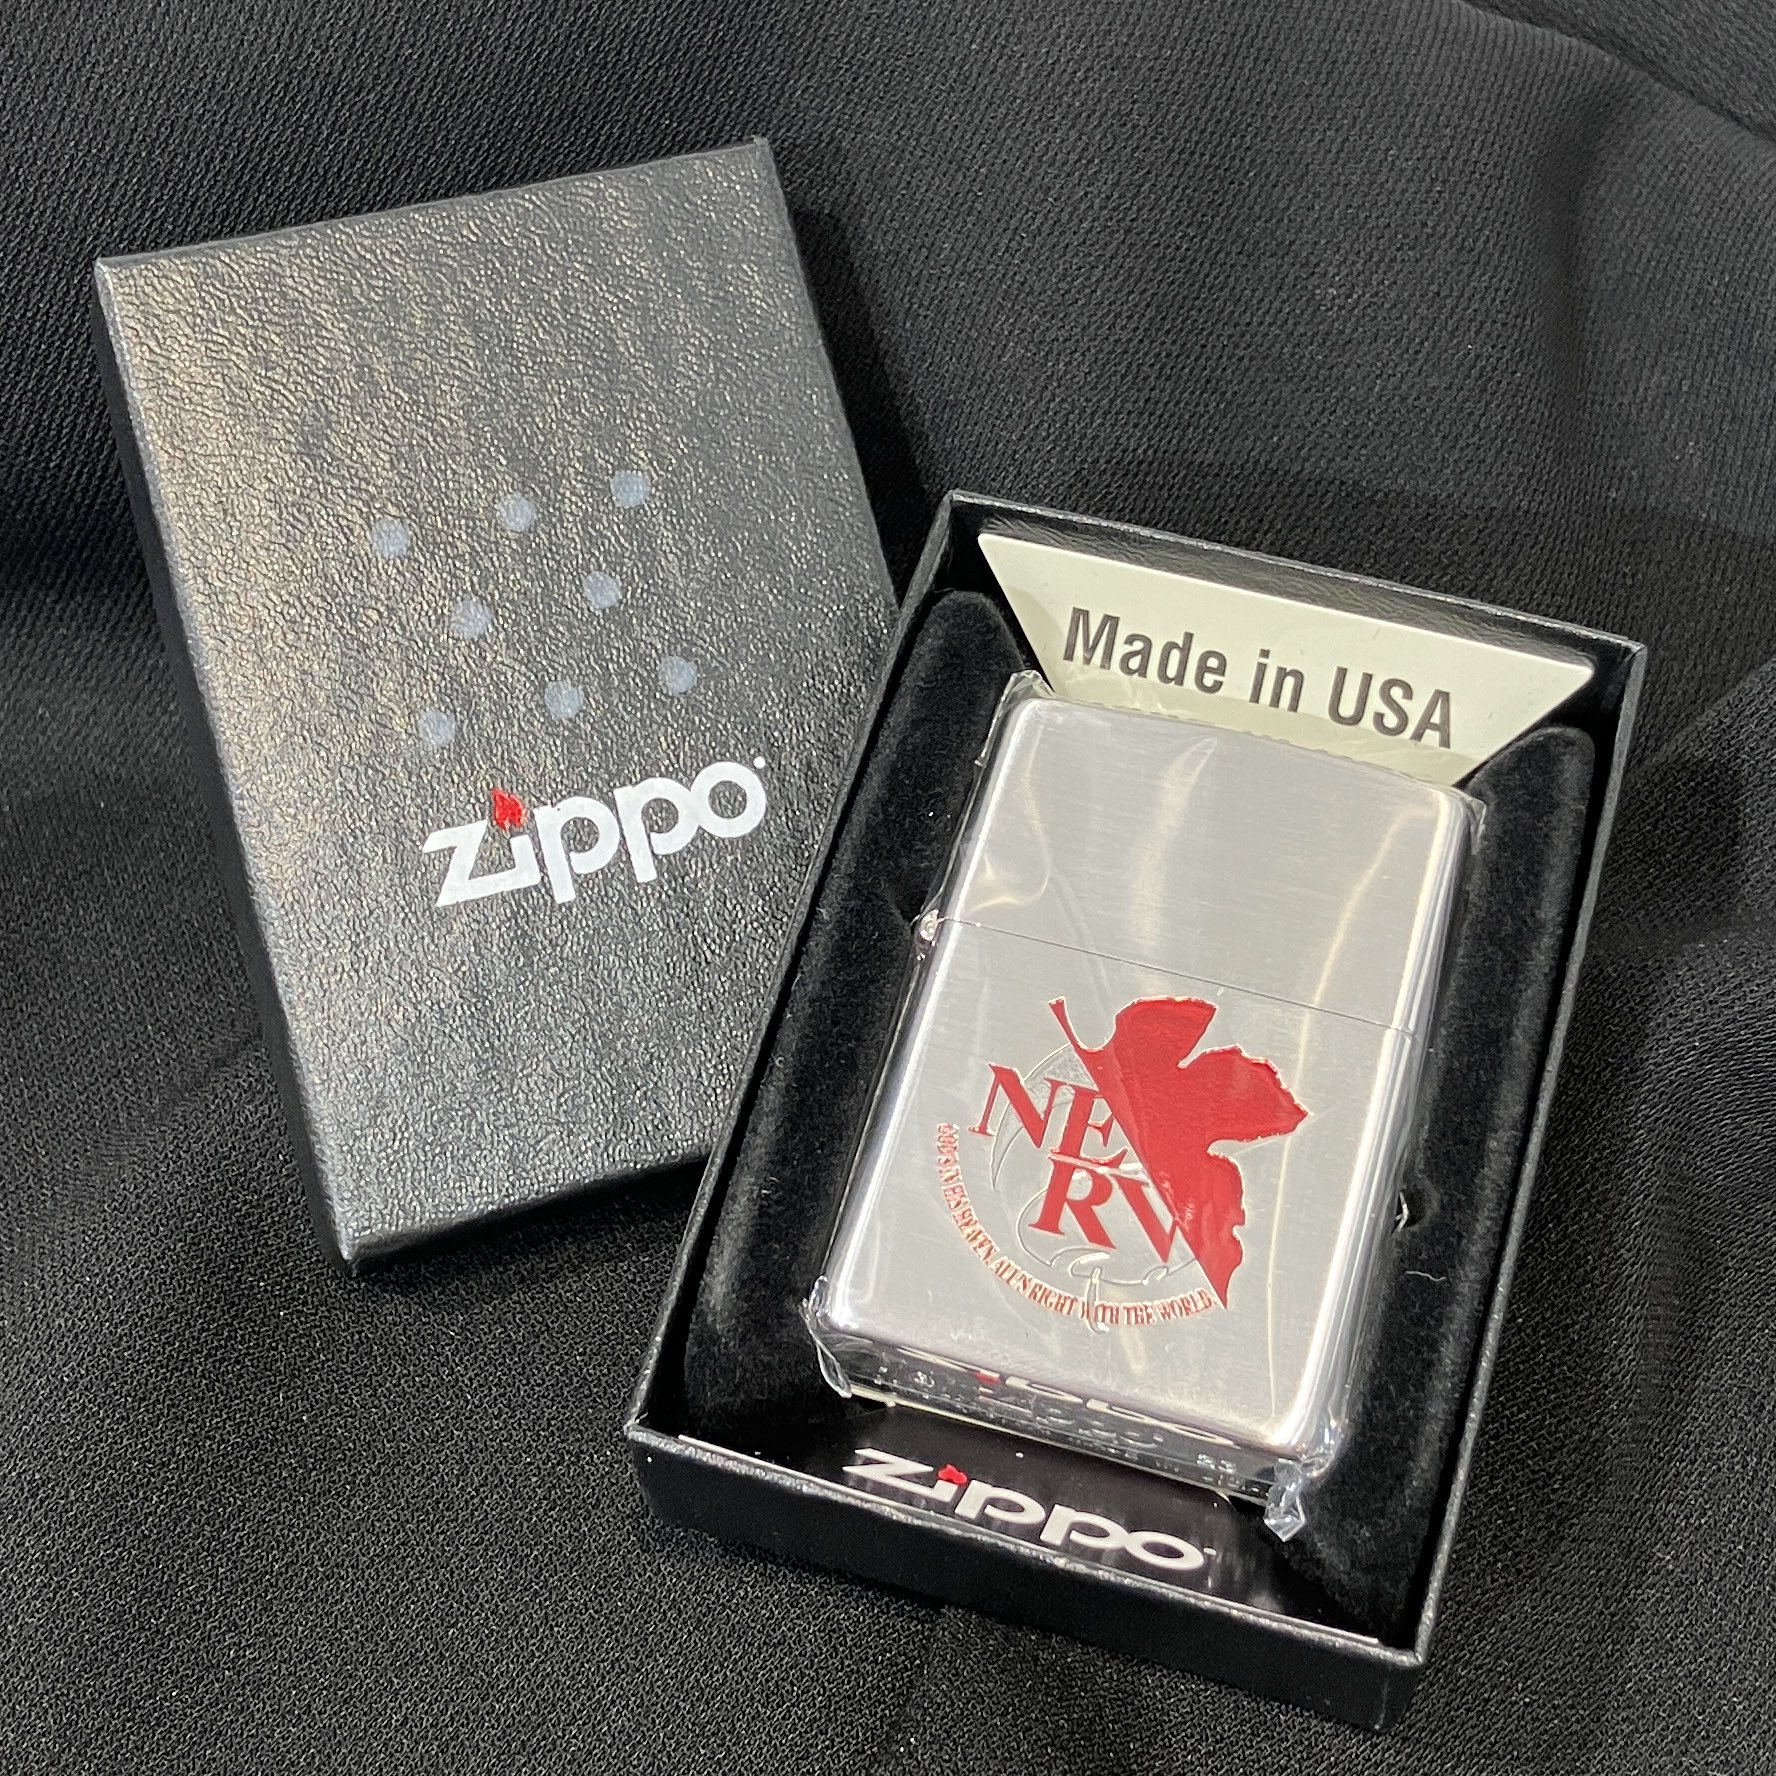 zippo
Made in USA
NERV
GOD'S IN HIS HEAVEN. ALL'S RIGHT WITH THE WORLD.
zippo